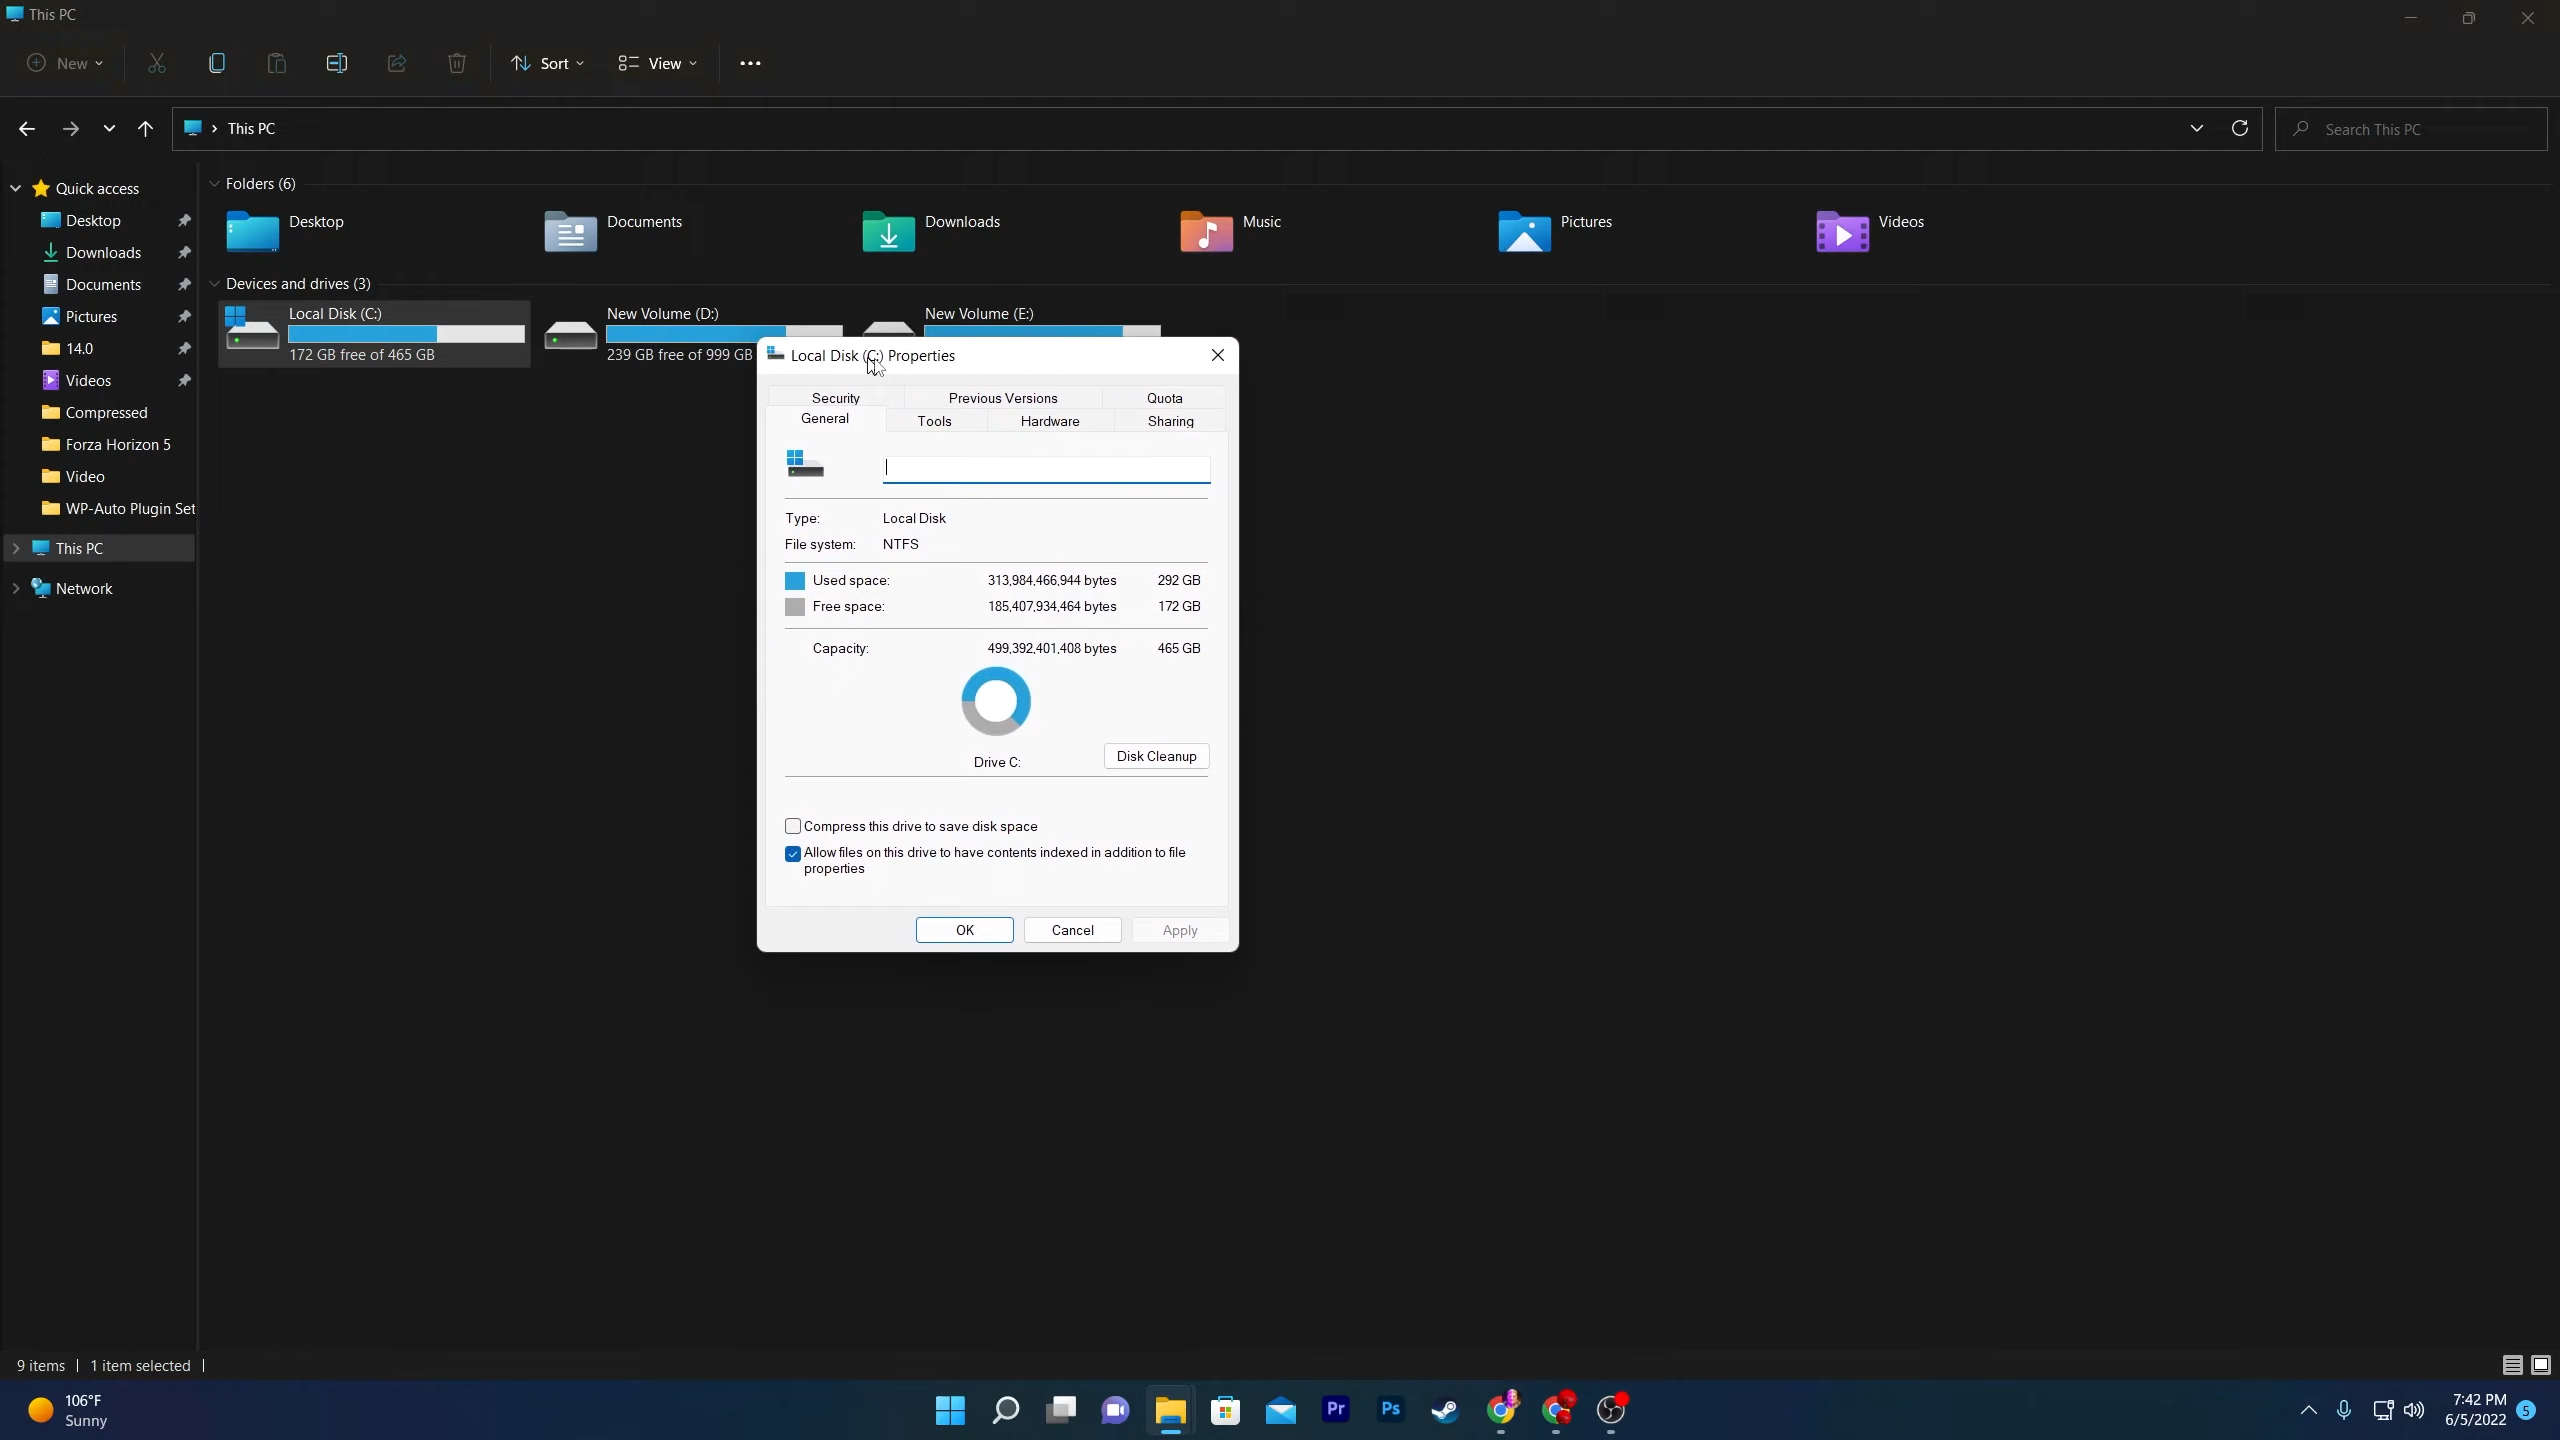 This PC
New
Sort
View
This PC
Search This PC
Quick access
Desktop
Downloads
Documents
Pictures
14.0
Videos
Compressed
Forza Horizon 5
Video
WP-Auto Plugin Set
This PC
Network
Folders (6)
Desktop
Documents
Downloads
Music
Pictures
Videos
Devices and drives (3)
Local Disk (C:)
172 GB free of 465 GB
New Volume (D:)
239 GB free of 999 GB
New Volume (E:)
Local Disk (C:) Properties
Security Previous Versions Quota
General Tools Hardware Sharing
Type: Local Disk
File system: NTFS
Used space: 313,984,466,944 bytes 292 GB
Free space: 185,407,934,464 bytes 172 GB
Capacity: 499,392,401,408 bytes 465 GB
Drive C:
Disk Cleanup
Compress this drive to save disk space
Allow files on this drive to have contents indexed in addition to file
properties
OK Cancel Apply
9 items 1 item selected
106°F
Sunny
Pr
Ps
7:42 PM
6/5/2022
5